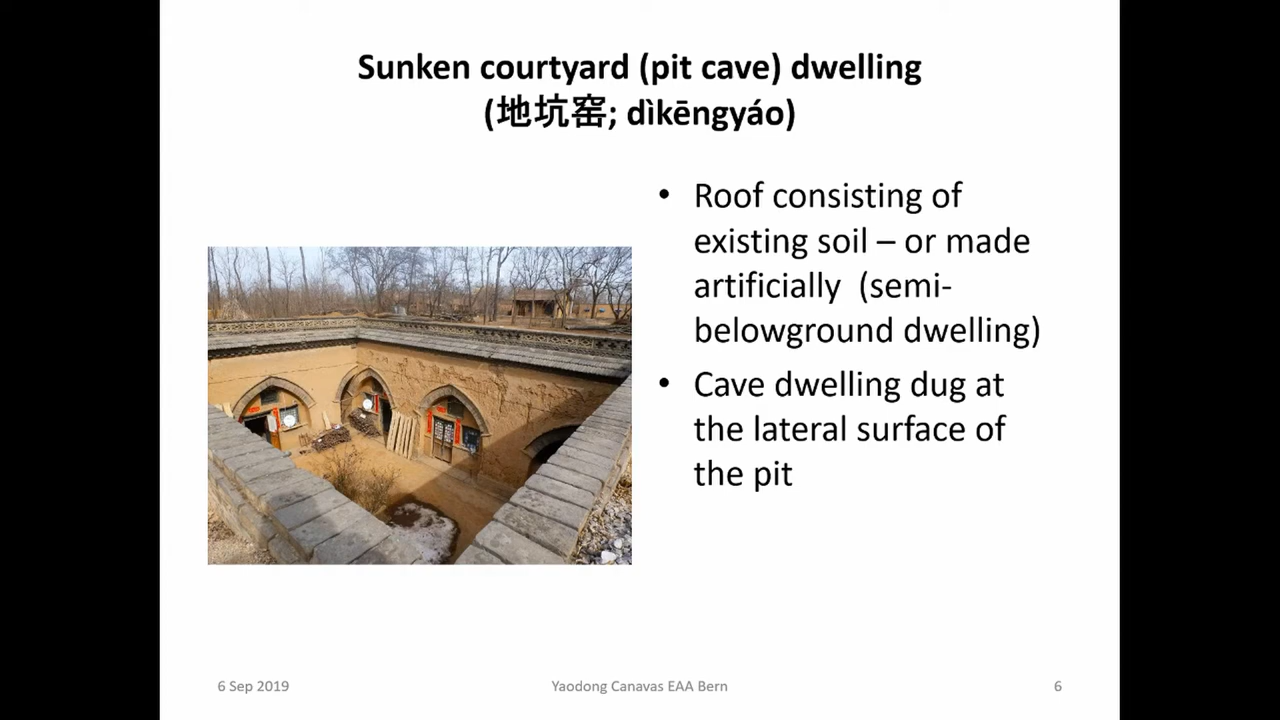 Sunken courtyard (pit cave) dwelling
(地坑窑; dìkēngyáo)
• Roof consisting of
existing soil – or made
artificially (semi-
belowground dwelling)
• Cave dwelling dug at
the lateral surface of
the pit
6 Sep 2019
Yaodong Canavas EAA Bern
6